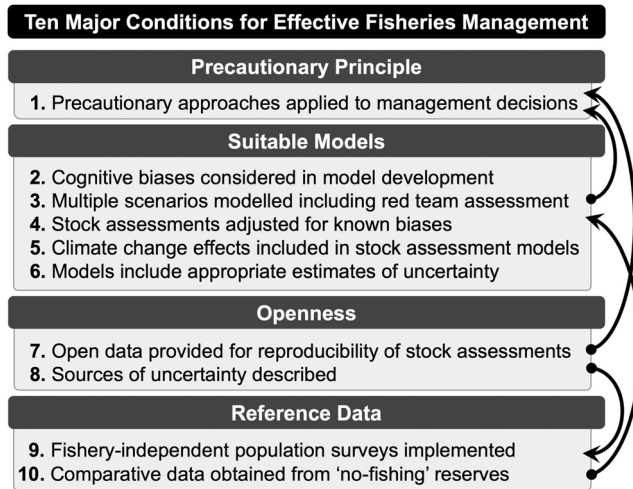 Ten Major Conditions for Effective Fisheries Management
Precautionary Principle
1. Precautionary approaches applied to management decisions
Suitable Models
2. Cognitive biases considered in model development
3. Multiple scenarios modelled including red team assessment
4. Stock assessments adjusted for known biases
5. Climate change effects included in stock assessment models
6. Models include appropriate estimates of uncertainty
Openness
7. Open data provided for reproducibility of stock assessments
8. Sources of uncertainty described
Reference Data
9. Fishery-independent population surveys implemented
10. Comparative data obtained from ‘no-fishing’ reserves